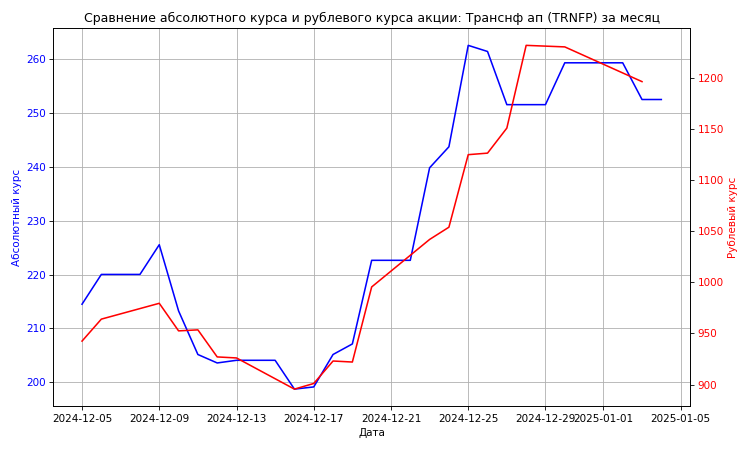 Сравнение абсолютного курса и рублевого курса акции: Транснф ап (TRNFP) за месяц
260
250
240
230
220
210
200
Абсолютный курс
1200
1150
1100
1050
1000
950
900
Рублевый курс
2024-12-05 2024-12-09 2024-12-13 2024-12-17 2024-12-21 2024-12-25 2024-12-29 2025-01-01 2025-01-05
Дата